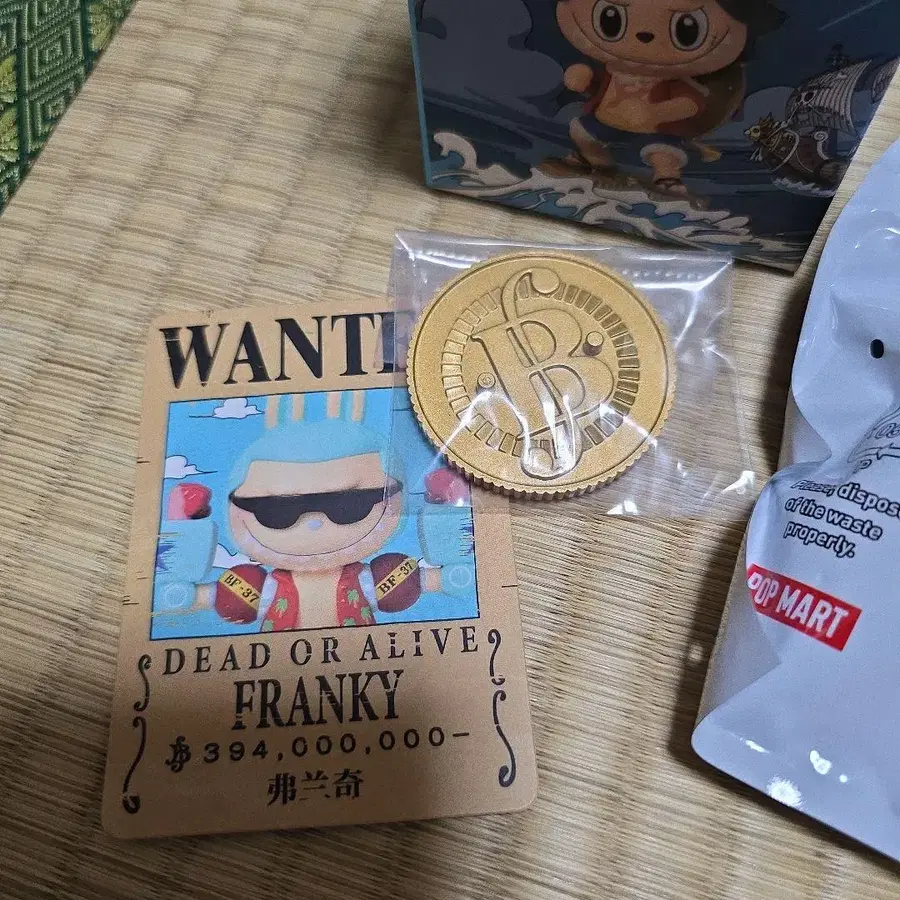 WANTE
BF-37
BF-37
DEAD OR ALIVE
FRANKY
฿394,000,000-
弗兰奇
B
Please, dispos
of the waste
properly.
POP MART